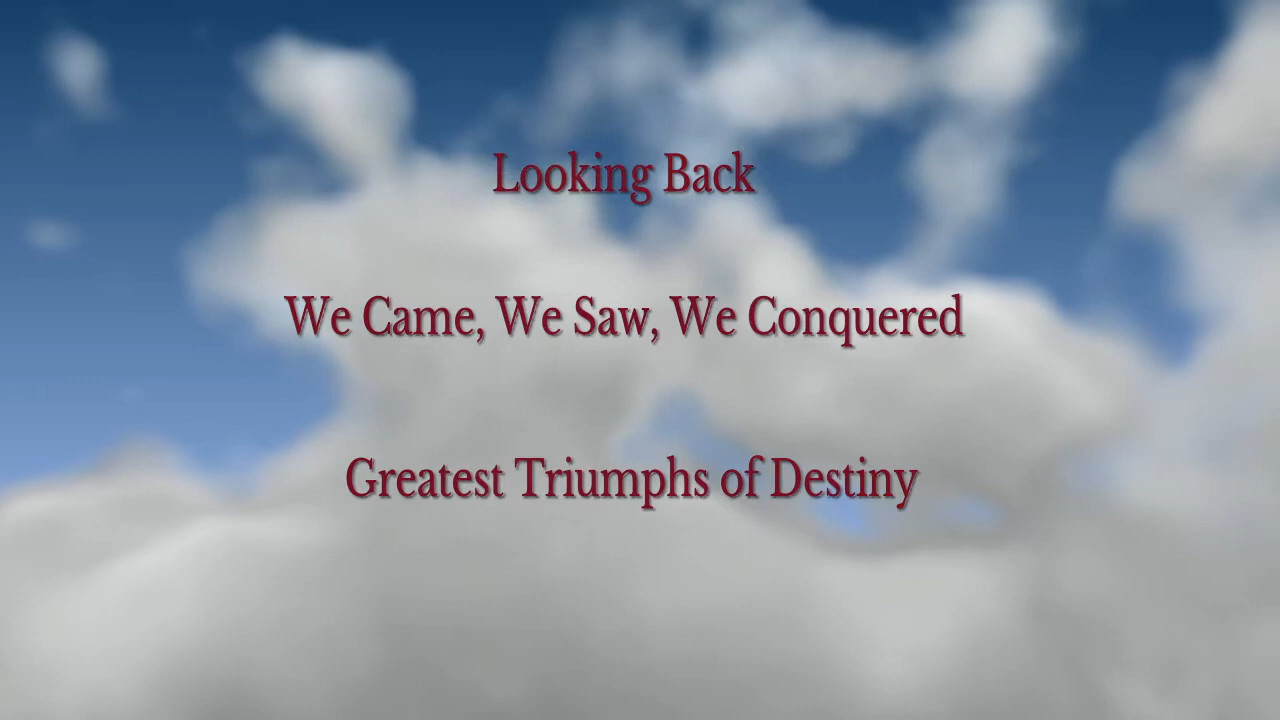 Looking Back
We Came, We Saw, We Conquered
Greatest Triumphs of Destiny